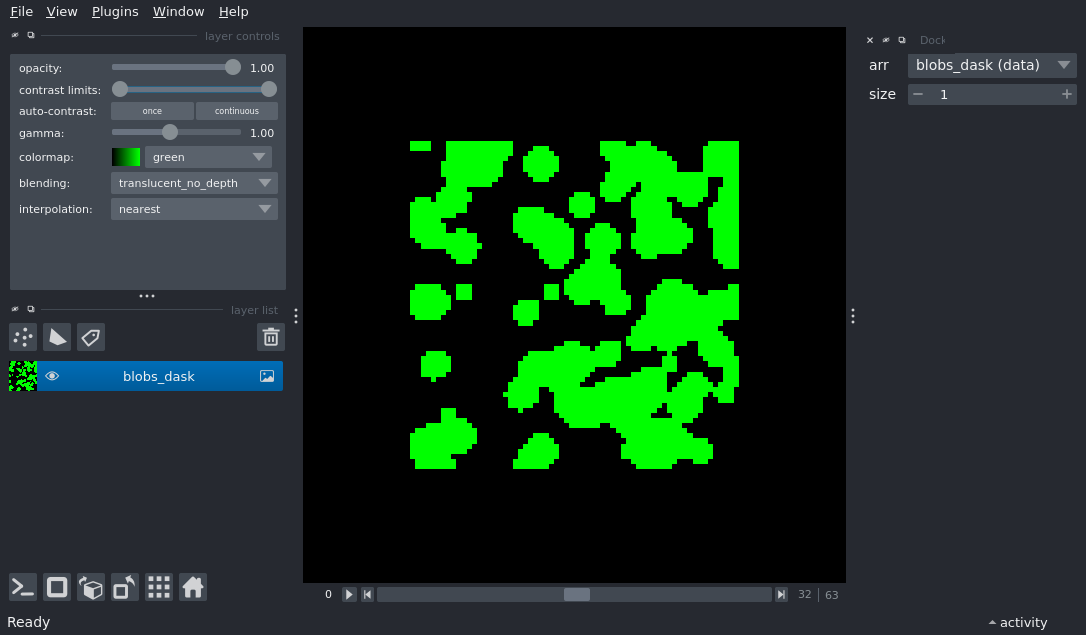 File View Plugins Window Help
layer controls
opacity: 1.00
contrast limits:
auto-contrast: once continuous
gamma: 1.00
colormap: green
blending: translucent_no_depth
interpolation: nearest
layer list
blobs_dask
0 32 63
Dock
arr blobs_dask (data)
size 1
Ready
activity